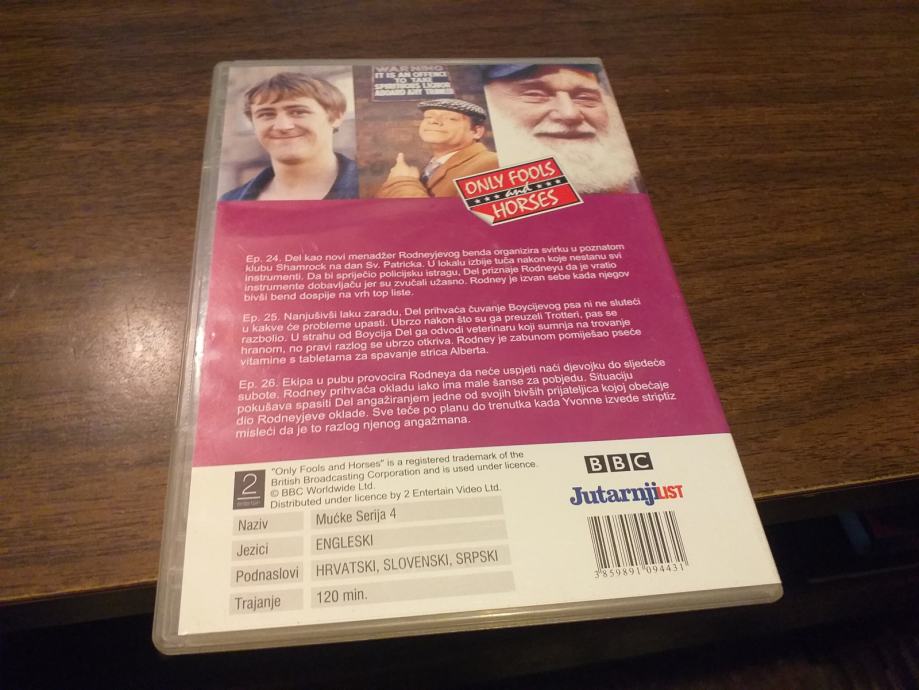 WARNING
IT IS AN OFFENCE
TO TAKE
SPIRITUOUS LIQUOR
ABOARD ANY TRAIN
ONLY FOOLS
and
HORSES
Ep. 24. Del kao novi menadžer Rodneyjevog benda organizira svirku u poznatom
klubu Shamrock na dan Sv. Patricka. U lokalu izbije tuča nakon koje nestanu svi
instrumenti. Da bi spriječio policijsku istragu, Del priznaje Rodneyu da je vratio
instrumente dobavljaču jer su zvučali užasno. Rodney je izvan sebe kada njegov
bivši bend dospije na vrh top liste.
Ep. 25. Nanjušivši laku zaradu, Del prihvaća čuvanje Boycijevog psa ni ne sluteći
u kakve će probleme upasti. Ubrzo nakon što su ga preuzeli Trotteri, pas se
razbolio. U strahu od Boycija Del ga odvodi veterinaru koji sumnja na trovanje
hranom, no pravi razlog se ubrzo otkriva. Rodney je zabunom pomiješao pseće
vitamine s tabletama za spavanje strica Alberta.
Ep. 26. Ekipa u pubu provocira Rodneya da neće uspjeti naći djevojku do sljedeće
subote. Rodney prihvaća okladu iako ima male šanse za pobjedu. Situaciju
pokušava spasiti Del angažiranjem jedne od svojih bivših prijateljica kojoj obećaje
dio Rodneyjeve oklade. Sve teče po planu do trenutka kada Yvonne izvede striptiz
misleći da je to razlog njenog angažmana.
2
entertain
"Only Fools and Horses" is a registered trademark of the
British Broadcasting Corporation and is used under licence.
© BBC Worldwide Ltd.
Distributed under licence by 2 Entertain Video Ltd.
BBC
Jutarnji LIST
Naziv Mućke Serija 4
Jezici ENGLESKI
Podnaslovi HRVATSKI, SLOVENSKI, SRPSKI
Trajanje 120 min.
3 859891 094431